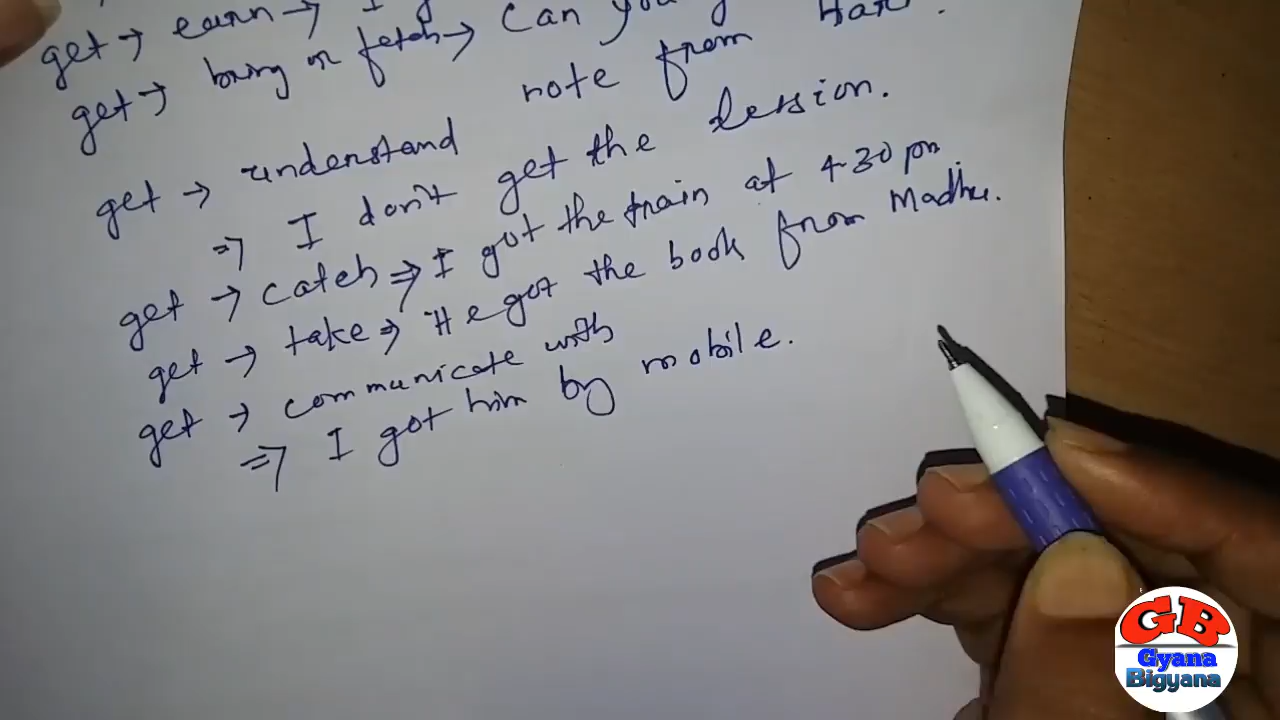 get → earn → I
get → bring or fetch → Can you
note from Hari.
get → understand
⇒ I don't get the lession.
get → catch ⇒ I got the train at 4-30 pm
get → take ⇒ He got the book from Madhu.
get → communicate with
⇒ I got him by mobile.
GB
Gyana
Bigyana